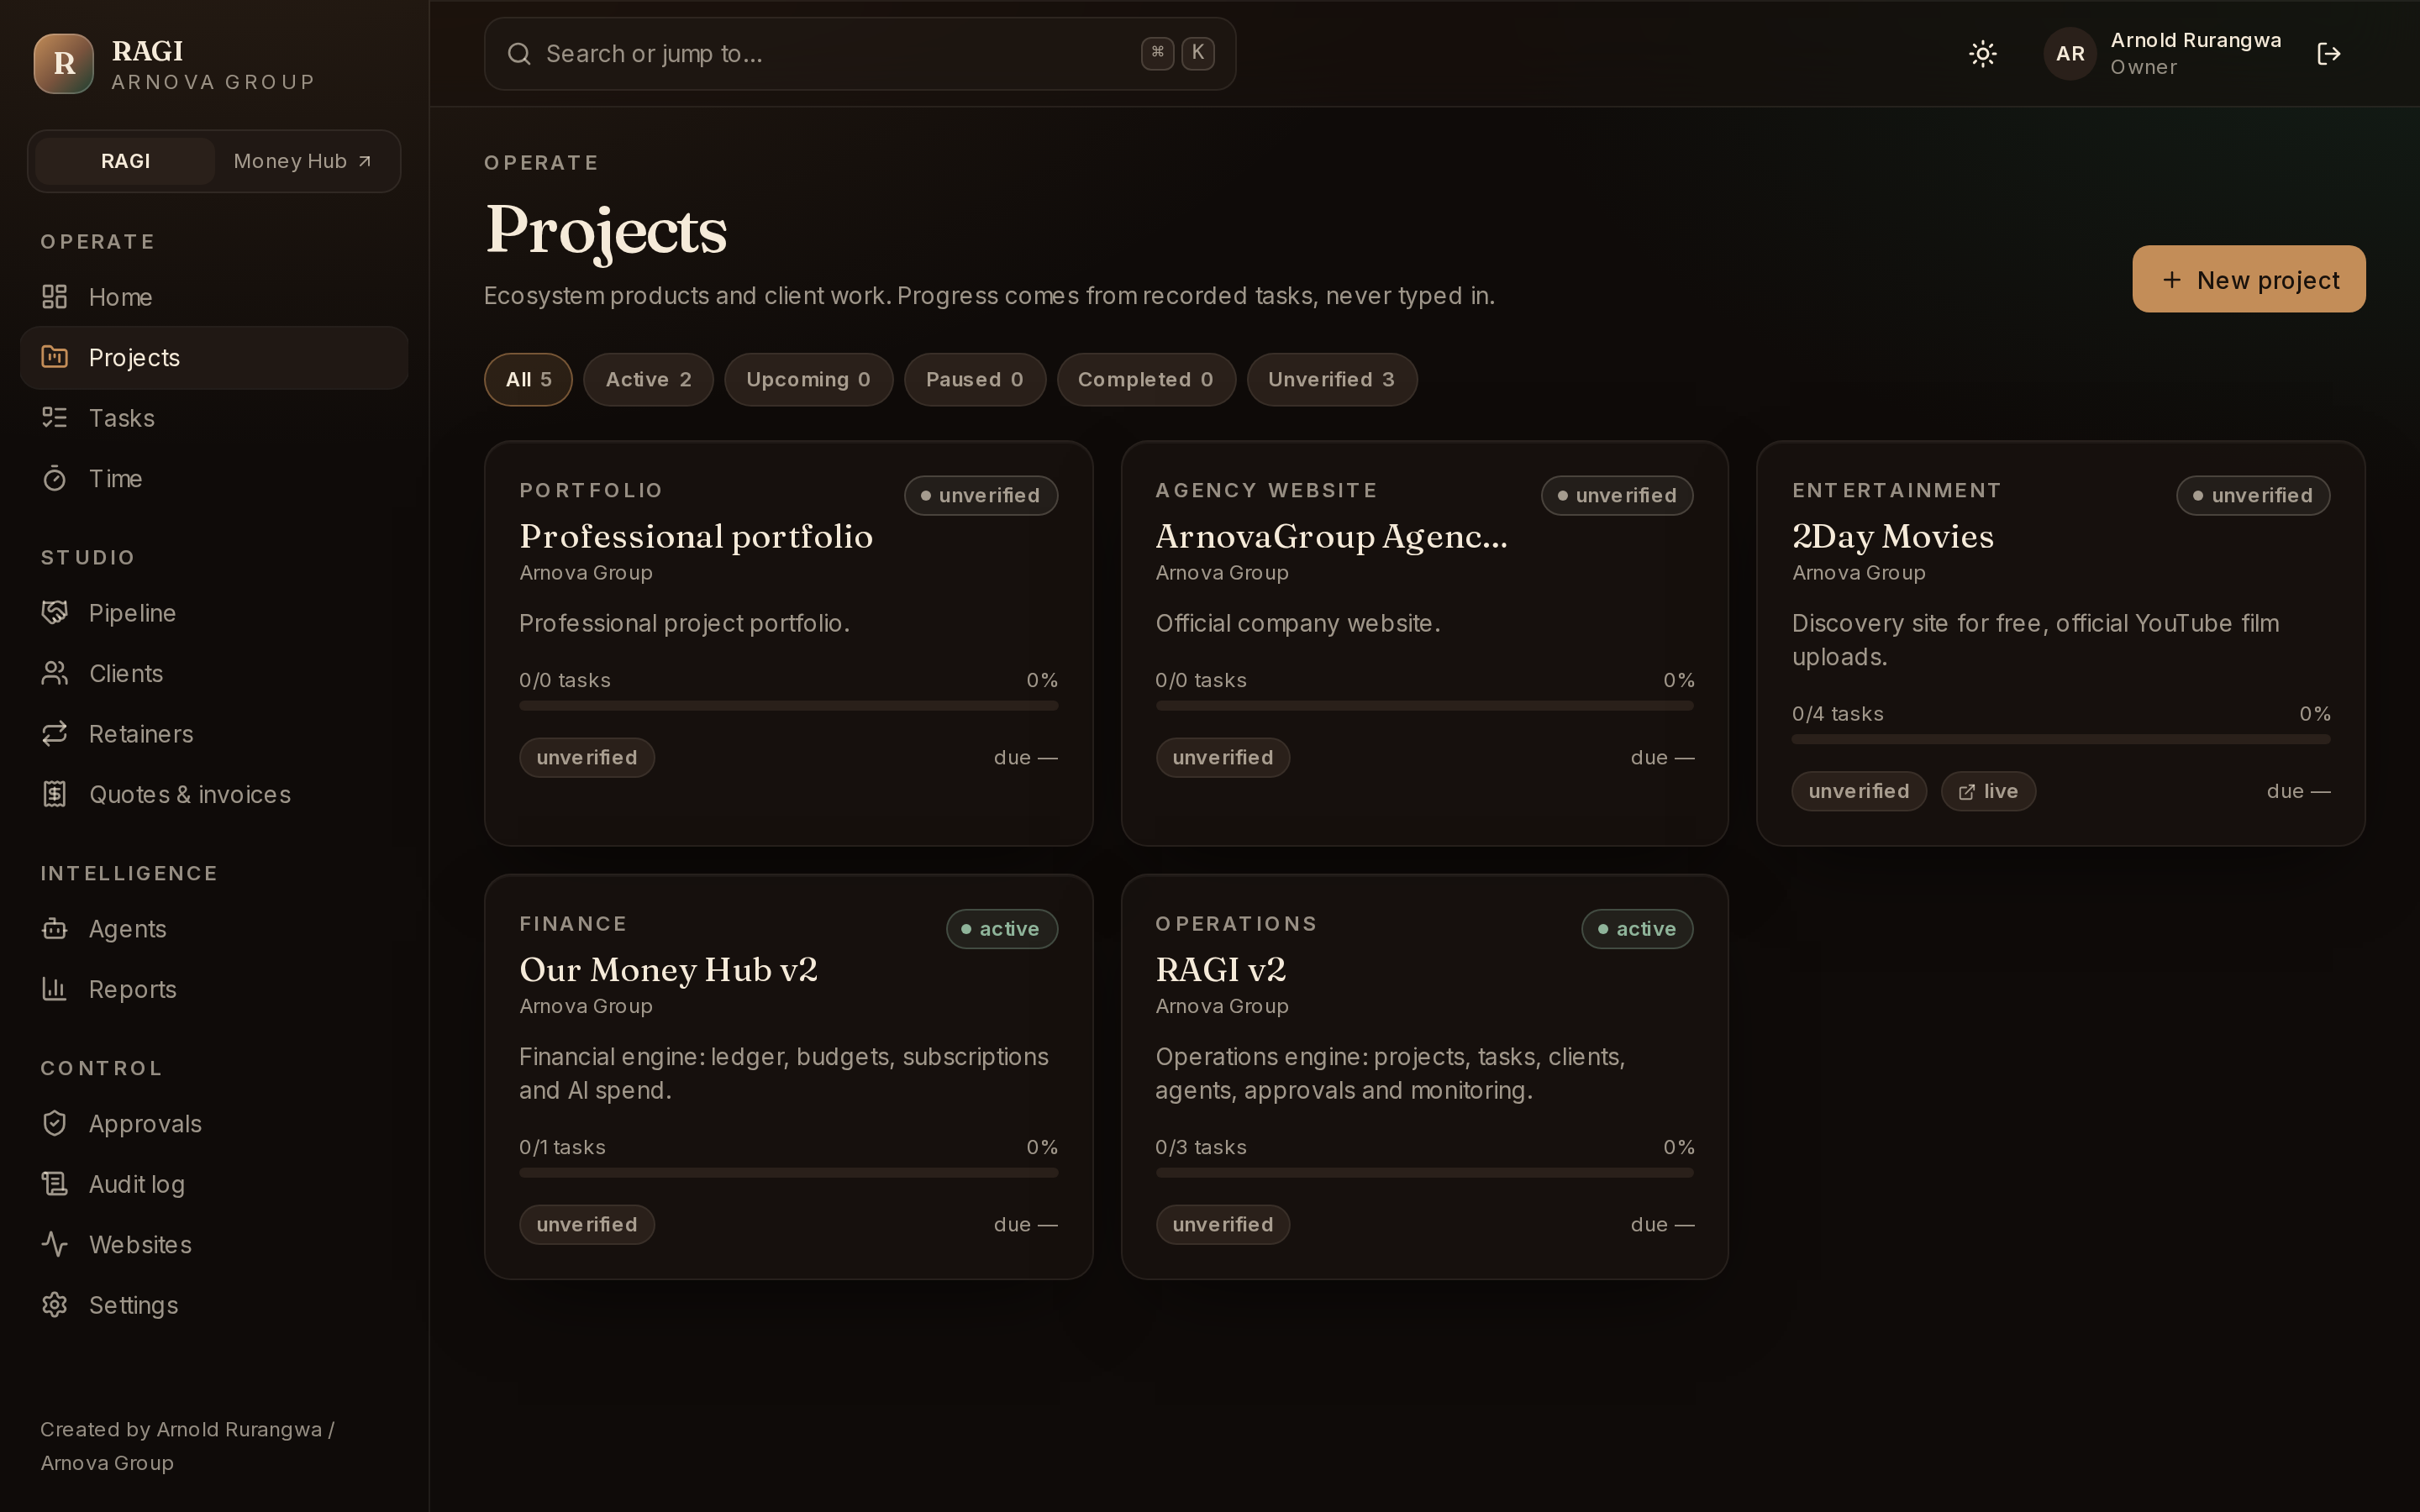 R
RAGI
ARNOVA GROUP
RAGI
Money Hub
OPERATE
Home
Projects
Tasks
Time
STUDIO
Pipeline
Clients
Retainers
Quotes & invoices
INTELLIGENCE
Agents
Reports
CONTROL
Approvals
Audit log
Websites
Settings
Created by Arnold Rurangwa /
Arnova Group
Search or jump to...
⌘ K
AR
Arnold Rurangwa
Owner
OPERATE
Projects
Ecosystem products and client work. Progress comes from recorded tasks, never typed in.
New project
All 5
Active 2
Upcoming 0
Paused 0
Completed 0
Unverified 3
PORTFOLIO
unverified
Professional portfolio
Arnova Group
Professional project portfolio.
0/0 tasks
0%
unverified
due —
AGENCY WEBSITE
unverified
ArnovaGroup Agenc...
Arnova Group
Official company website.
0/0 tasks
0%
unverified
due —
ENTERTAINMENT
unverified
2Day Movies
Arnova Group
Discovery site for free, official YouTube film
uploads.
0/4 tasks
0%
unverified
live
due —
FINANCE
active
Our Money Hub v2
Arnova Group
Financial engine: ledger, budgets, subscriptions
and AI spend.
0/1 tasks
0%
unverified
due —
OPERATIONS
active
RAGI v2
Arnova Group
Operations engine: projects, tasks, clients,
agents, approvals and monitoring.
0/3 tasks
0%
unverified
due —